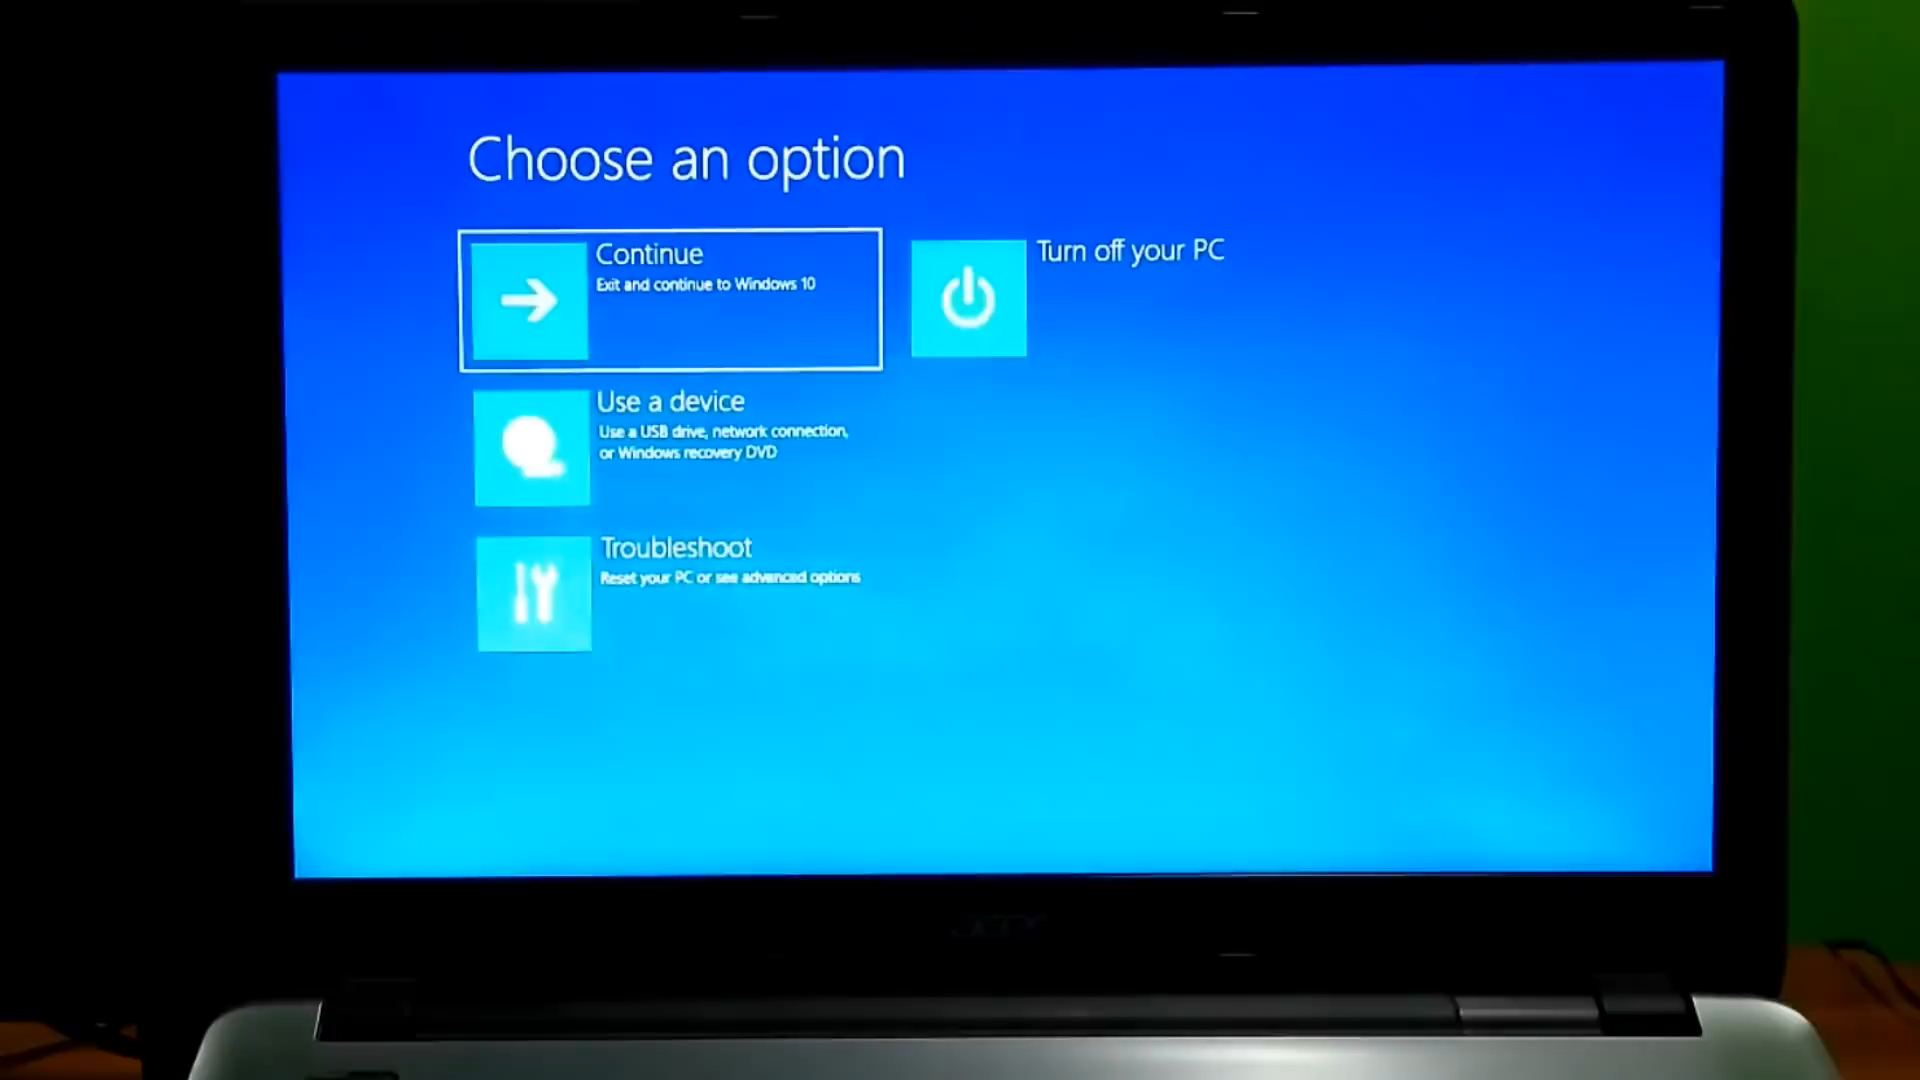 Choose an option
Continue
Exit and continue to Windows 10
Turn off your PC
Use a device
Use a USB drive, network connection,
or Windows recovery DVD
Troubleshoot
Reset your PC or see advanced options
acer